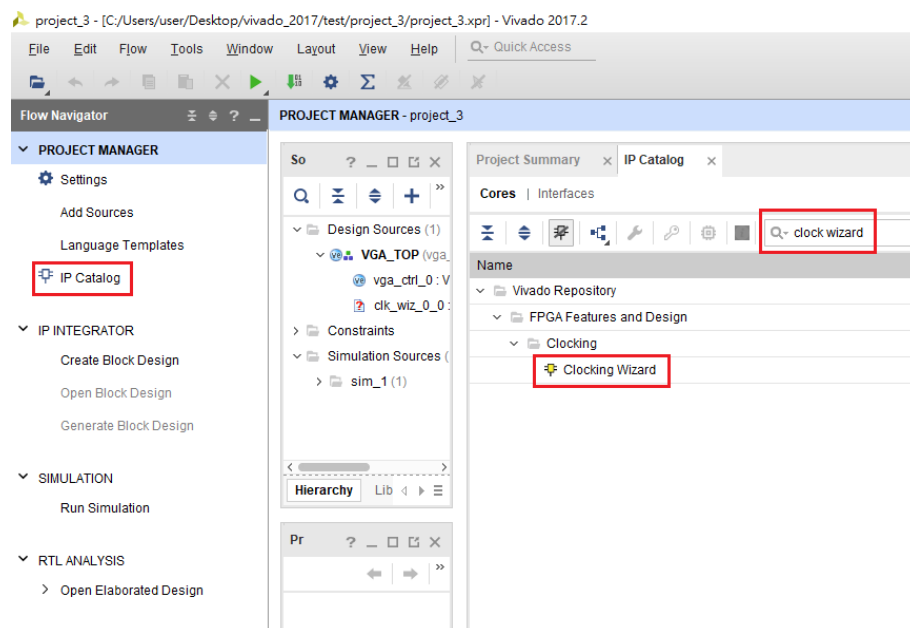 project_3 - [C:/Users/user/Desktop/vivado_2017/test/project_3/project_3.xpr] - Vivado 2017.2
File Edit Flow Tools Window Layout View Help Quick Access
Flow Navigator
PROJECT MANAGER
Settings
Add Sources
Language Templates
IP Catalog
IP INTEGRATOR
Create Block Design
Open Block Design
Generate Block Design
SIMULATION
Run Simulation
RTL ANALYSIS
Open Elaborated Design
PROJECT MANAGER - project_3
So
Design Sources (1)
VGA_TOP (vga_
vga_ctrl_0 : V
clk_wiz_0_0 :
Constraints
Simulation Sources (
sim_1 (1)
Hierarchy Lib
Pr
Project Summary IP Catalog
Cores | Interfaces
clock wizard
Name
Vivado Repository
FPGA Features and Design
Clocking
Clocking Wizard